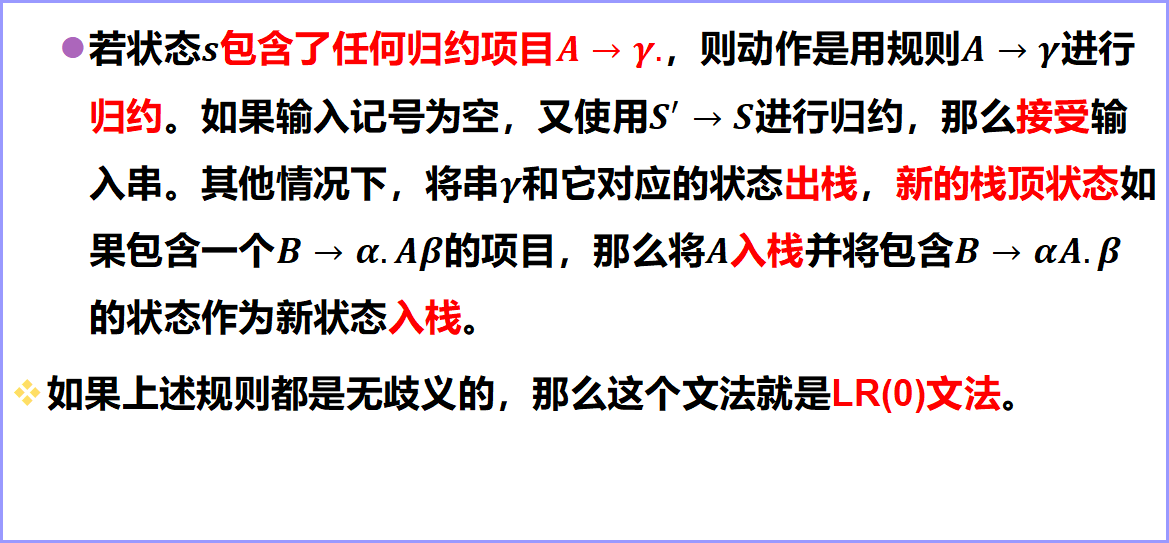 ●若状态s包含了任何归约项目A → γ.，则动作是用规则A → γ进行
归约。如果输入记号为空，又使用S′ → S进行归约，那么接受输
入串。其他情况下，将串γ和它对应的状态出栈，新的栈顶状态如
果包含一个B → α. Aβ的项目，那么将A入栈并将包含B → αA. β
的状态作为新状态入栈。
❖如果上述规则都是无歧义的，那么这个文法就是LR(0)文法。